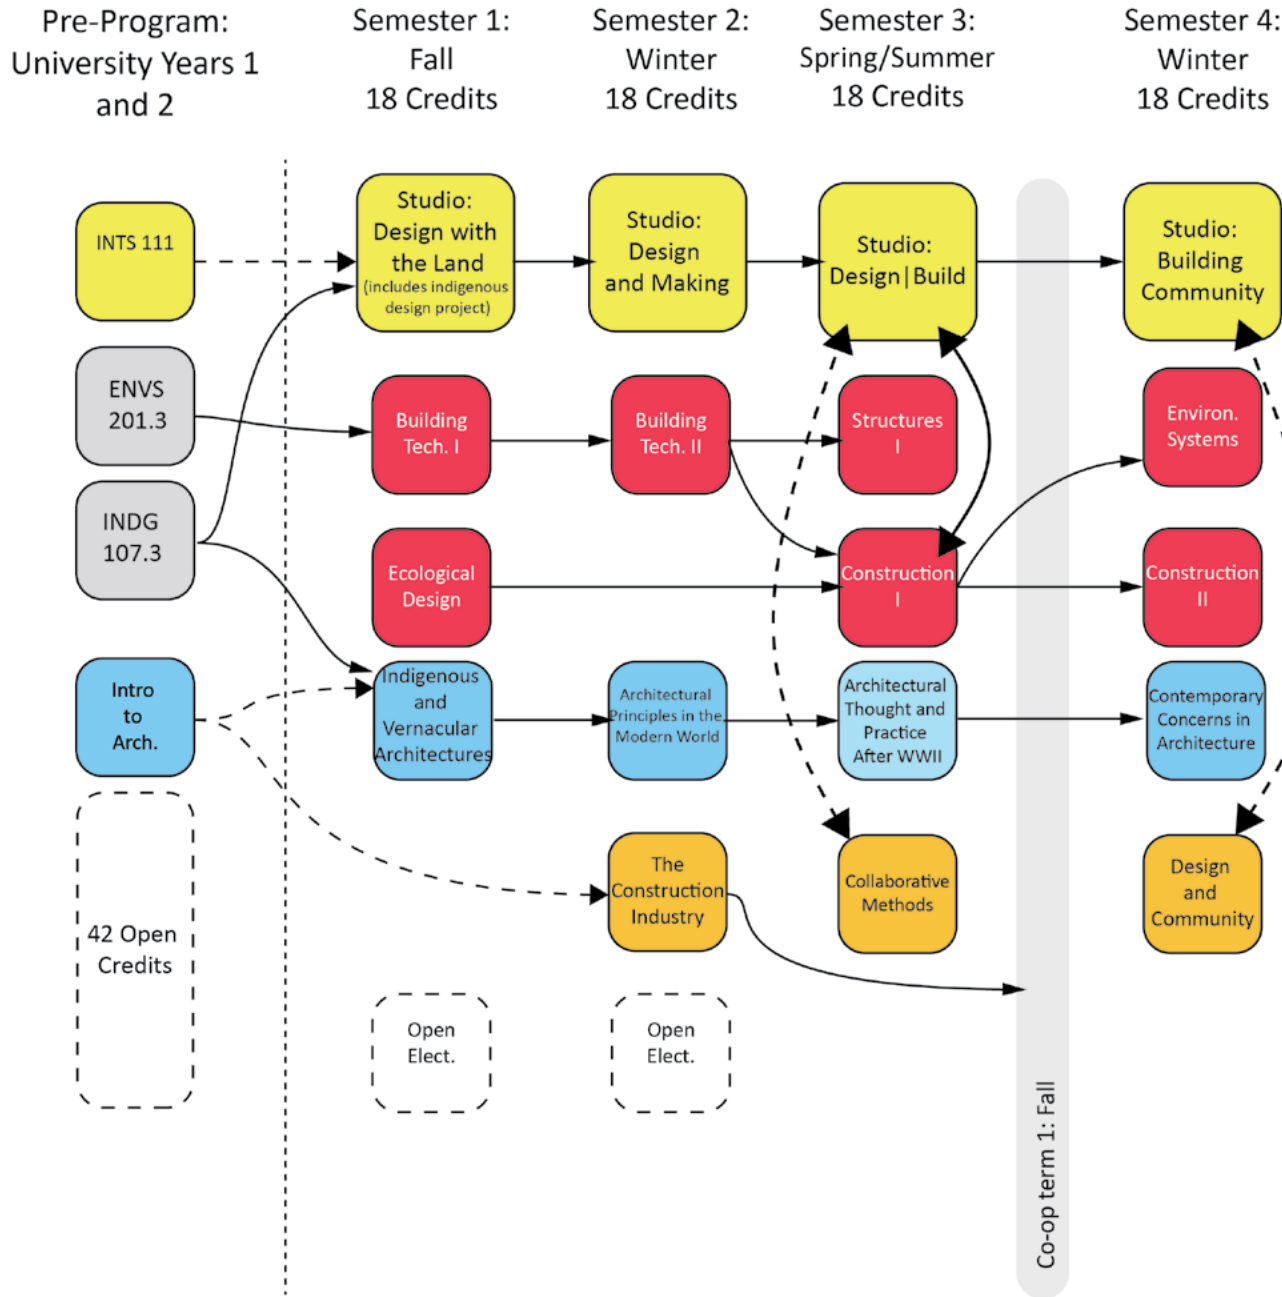 Pre-Program:
University Years 1
and 2
Semester 1:
Fall
18 Credits
Semester 2:
Winter
18 Credits
Semester 3:
Spring/Summer
18 Credits
Semester 4:
Winter
18 Credits
INTS 111
Studio:
Design with
the Land
(includes indigenous
design project)
Studio:
Design
and Making
Studio:
Design|Build
Studio:
Building
Community
ENVS
201.3
Building
Tech. I
Building
Tech. II
Structures
I
Environ.
Systems
INDG
107.3
Ecological
Design
Construction
I
Construction
II
Intro
to
Arch.
Indigenous
and
Vernacular
Architectures
Architectural
Principles in the
Modern World
Architectural
Thought and
Practice
After WWII
Contemporary
Concerns in
Architecture
42 Open
Credits
The
Construction
Industry
Collaborative
Methods
Design
and
Community
Open
Elect.
Open
Elect.
Co-op term 1: Fall